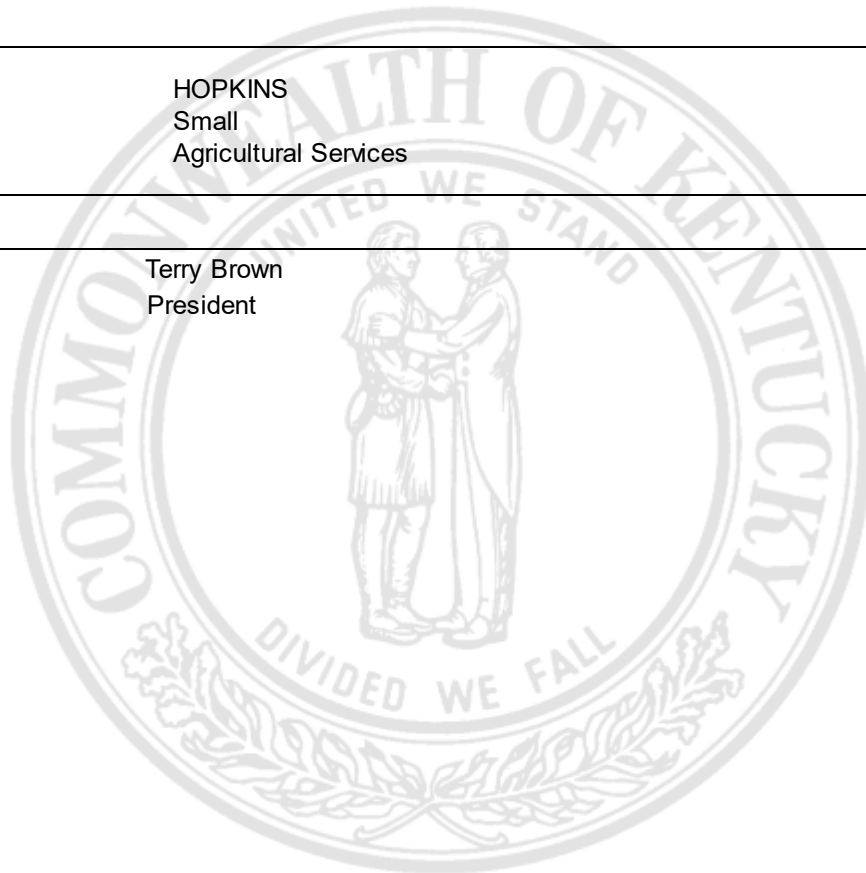 HOPKINS
Small
Agricultural Services
Terry Brown
President
COMMONWEALTH OF KENTUCKY
UNITED WE STAND
DIVIDED WE FALL